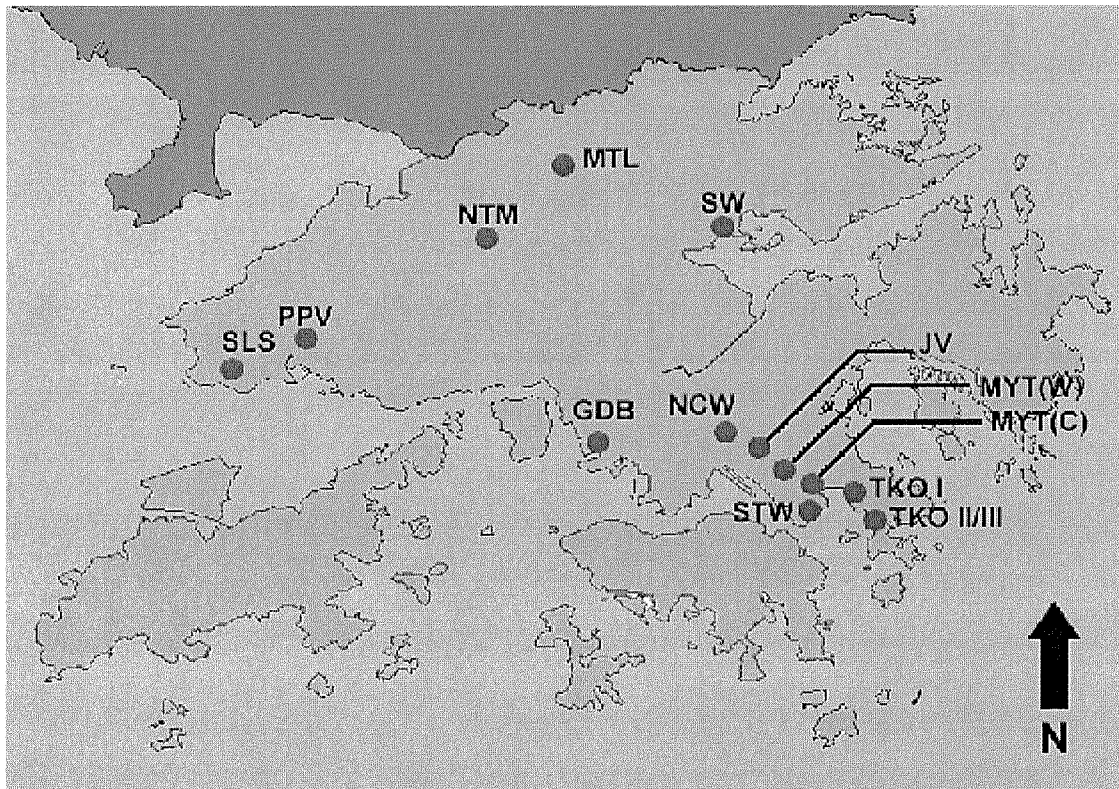 MTL
SW
NTM
PPV
SLS
JV
MYT(W)
GDB
NCW
MYT(C)
TKO I
STW
TKO II/III
N